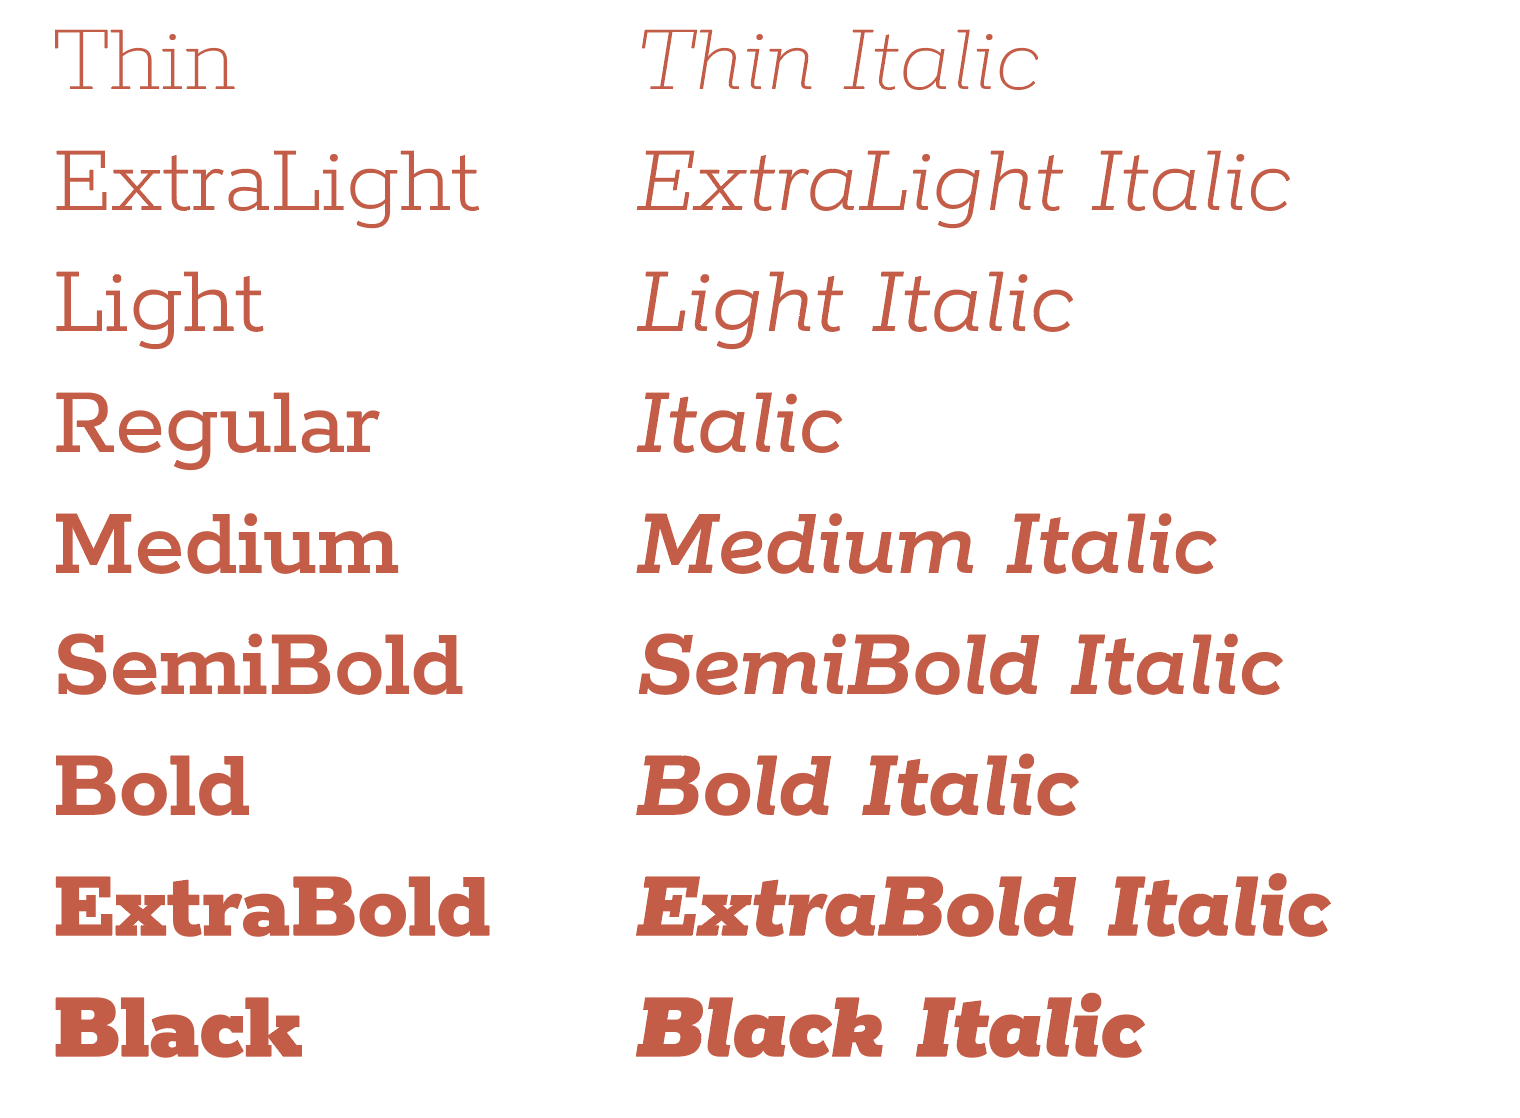 Thin Thin Italic
ExtraLight ExtraLight Italic
Light Light Italic
Regular Italic
Medium Medium Italic
SemiBold SemiBold Italic
Bold Bold Italic
ExtraBold ExtraBold Italic
Black Black Italic